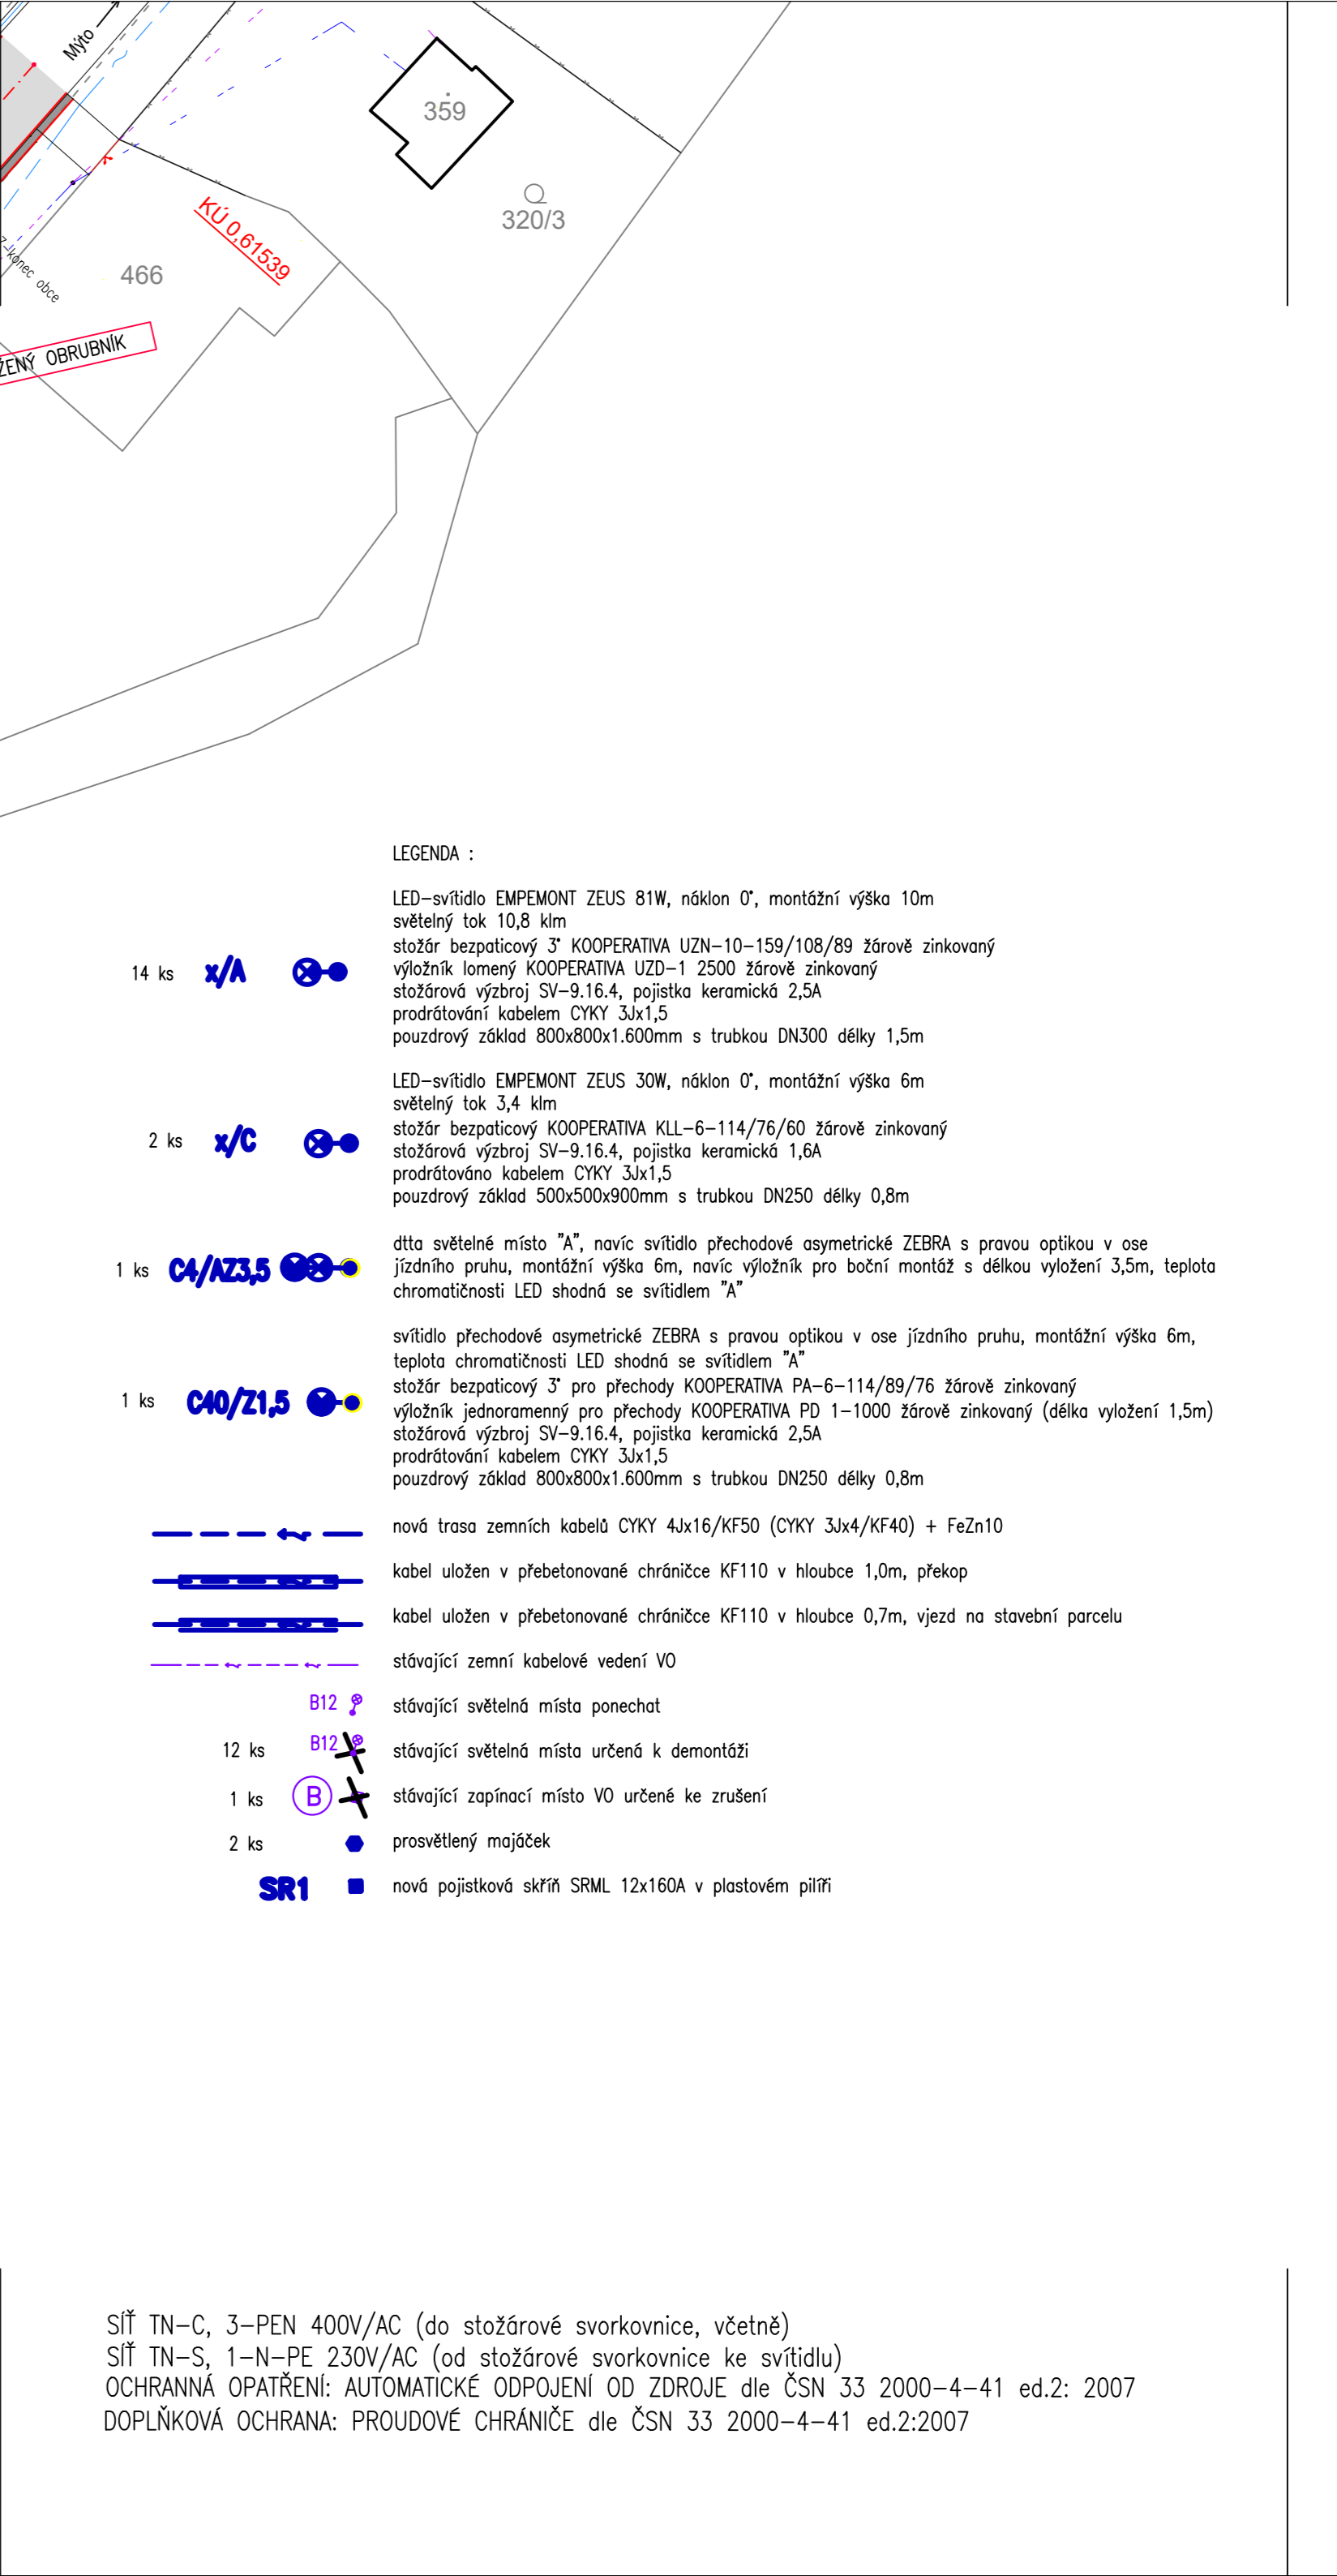 Mýto
359
320/3
KÚ 0,61539
466
konec obce
OBRUBNÍK
LEGENDA :
LED-svítidlo EMPEMONT ZEUS 81W, náklon 0°, montážní výška 10m
světelný tok 10,8 klm
stožár bezpaticový 3° KOOPERATIVA UZN-10-159/108/89 žárově zinkovaný
14 ks x/A
výložník lomený KOOPERATIVA UZD-1 2500 žárově zinkovaný
stožárová výzbroj SV-9.16.4, pojistka keramická 2,5A
prodrátování kabelem CYKY 3Jx1,5
pouzdrový základ 800x800x1.600mm s trubkou DN300 délky 1,5m
LED-svítidlo EMPEMONT ZEUS 30W, náklon 0°, montážní výška 6m
světelný tok 3,4 klm
stožár bezpaticový KOOPERATIVA KLL-6-114/76/60 žárově zinkovaný
2 ks x/C
stožárová výzbroj SV-9.16.4, pojistka keramická 1,6A
prodrátováno kabelem CYKY 3Jx1,5
pouzdrový základ 500x500x900mm s trubkou DN250 délky 0,8m
dtta světelné místo "A", navíc svítidlo přechodové asymetrické ZEBRA s pravou optikou v ose
1 ks C4/AZ3,5 jízdního pruhu, montážní výška 6m, navíc výložník pro boční montáž s délkou vyložení 3,5m, teplota
chromatičnosti LED shodná se svítidlem "A"
svítidlo přechodové asymetrické ZEBRA s pravou optikou v ose jízdního pruhu, montážní výška 6m,
teplota chromatičnosti LED shodná se svítidlem "A"
stožár bezpaticový 3° pro přechody KOOPERATIVA PA-6-114/89/76 žárově zinkovaný
1 ks C40/Z1,5
výložník jednoramenný pro přechody KOOPERATIVA PD 1-1000 žárově zinkovaný (délka vyložení 1,5m)
stožárová výzbroj SV-9.16.4, pojistka keramická 2,5A
prodrátování kabelem CYKY 3Jx1,5
pouzdrový základ 800x800x1.600mm s trubkou DN250 délky 0,8m
nová trasa zemních kabelů CYKY 4Jx16/KF50 (CYKY 3Jx4/KF40) + FeZn10
kabel uložen v přebetonované chráničce KF110 v hloubce 1,0m, překop
kabel uložen v přebetonované chráničce KF110 v hloubce 0,7m, vjezd na stavební parcelu
stávající zemní kabelové vedení VO
B12 stávající světelná místa ponechat
12 ks B12 stávající světelná místa určená k demontáži
1 ks B stávající zapínací místo VO určené ke zrušení
2 ks prosvětlený majáček
SR1 nová pojistková skříň SRML 12x160A v plastovém pilíři
SÍŤ TN-C, 3-PEN 400V/AC (do stožárové svorkovnice, včetně)
SÍŤ TN-S, 1-N-PE 230V/AC (od stožárové svorkovnice ke svítidlu)
OCHRANNÁ OPATŘENÍ: AUTOMATICKÉ ODPOJENÍ OD ZDROJE dle ČSN 33 2000-4-41 ed.2: 2007
DOPLŇKOVÁ OCHRANA: PROUDOVÉ CHRÁNIČE dle ČSN 33 2000-4-41 ed.2:2007